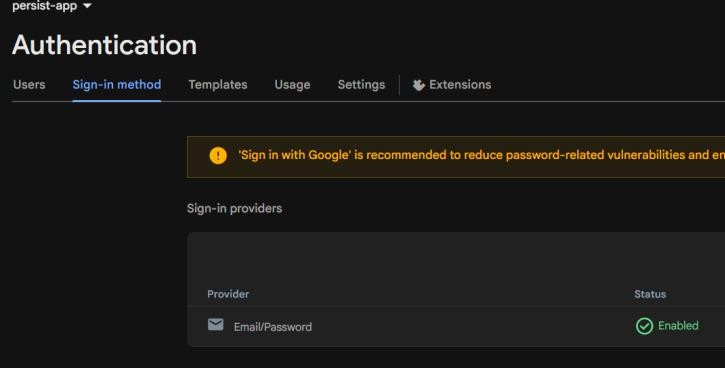 persist-app
Authentication
Users Sign-in method Templates Usage Settings Extensions
'Sign in with Google' is recommended to reduce password-related vulnerabilities and en
Sign-in providers
Provider Status
Email/Password Enabled